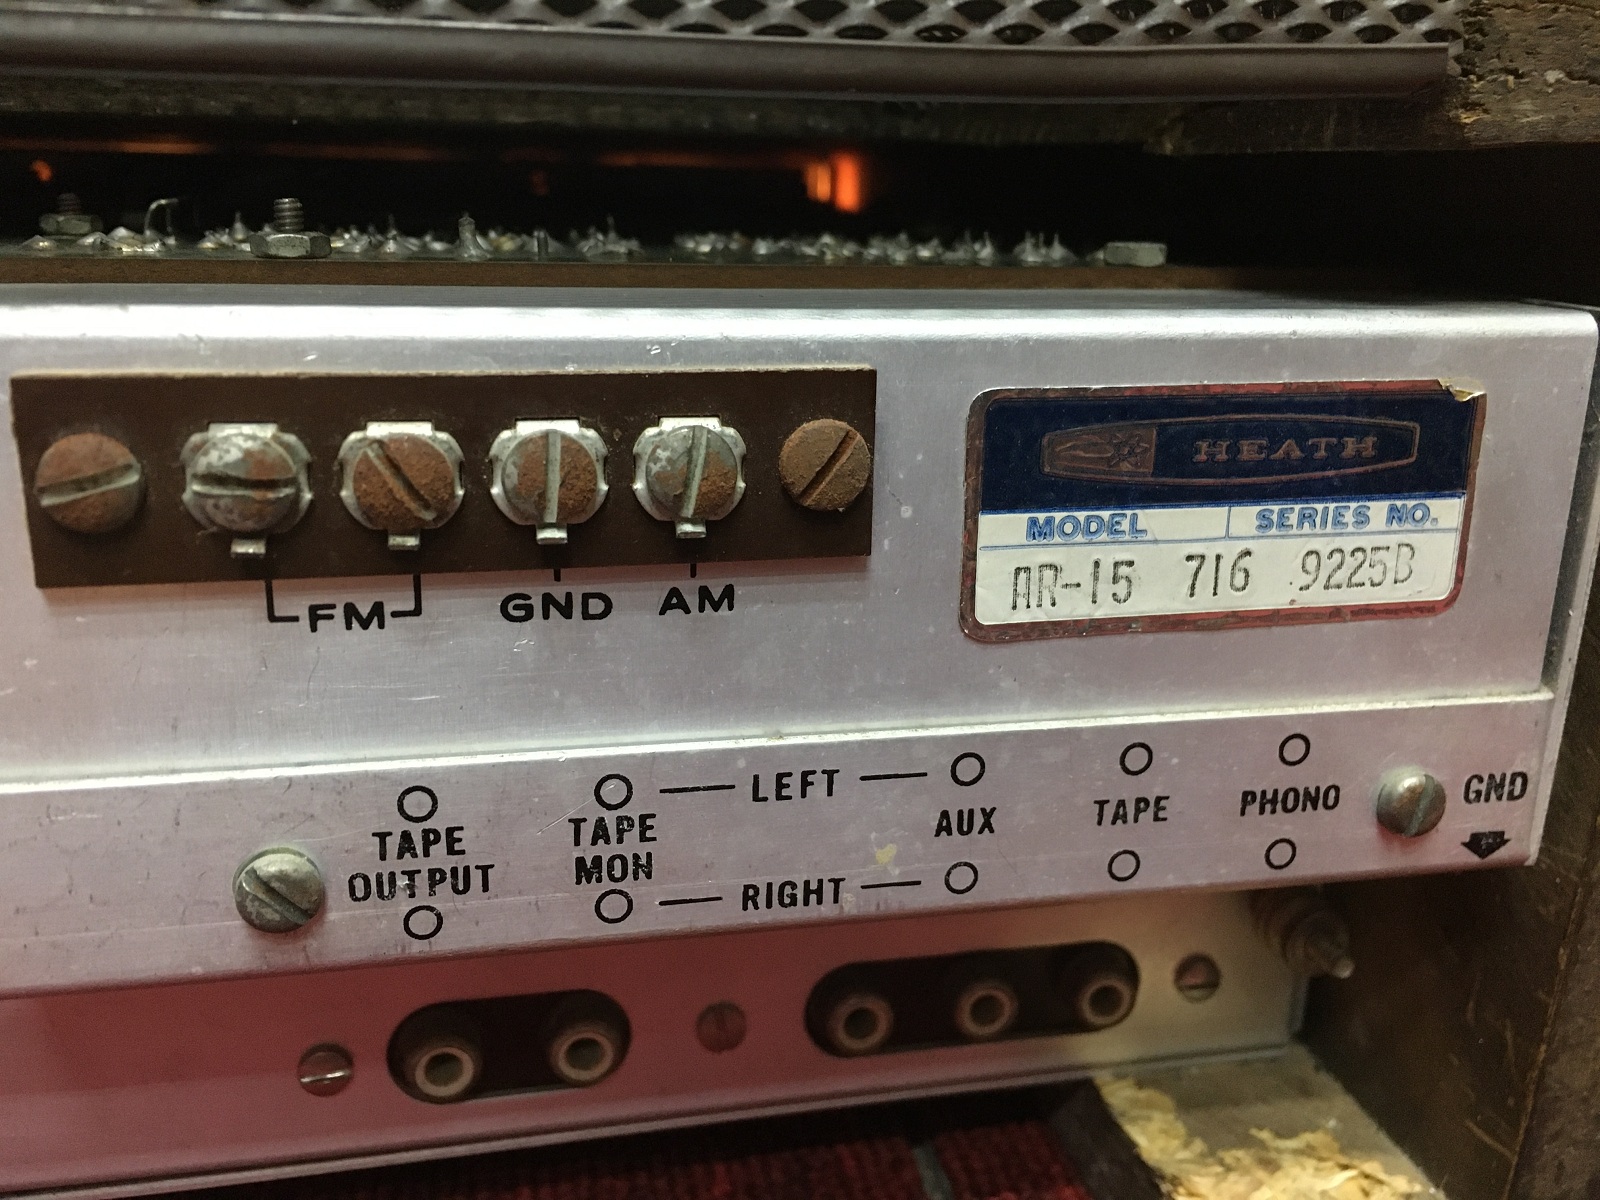 HEATH
MODEL SERIES NO.
AR-15 716 9225B
FM GND AM
LEFT
TAPE OUTPUT
TAPE MON
AUX
TAPE
PHONO
GND
RIGHT